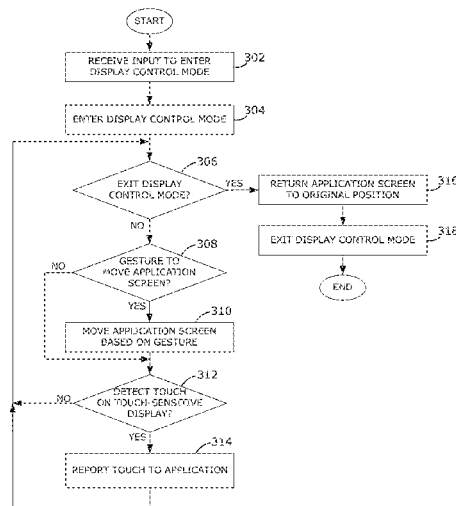 START
RECEIVE INPUT TO ENTER
DISPLAY CONTROL MODE
302
ENTER DISPLAY CONTROL MODE
304
306
EXIT DISPLAY
CONTROL MODE?
YES
NO
RETURN APPLICATION SCREEN
TO ORIGINAL POSITION
316
EXIT DISPLAY CONTROL MODE
318
END
308
GESTURE TO
MOVE APPLICATION
SCREEN?
NO
YES
310
MOVE APPLICATION SCREEN
BASED ON GESTURE
312
DETECT TOUCH
ON TOUCH-SENSITIVE
DISPLAY?
NO
YES
314
REPORT TOUCH TO APPLICATION